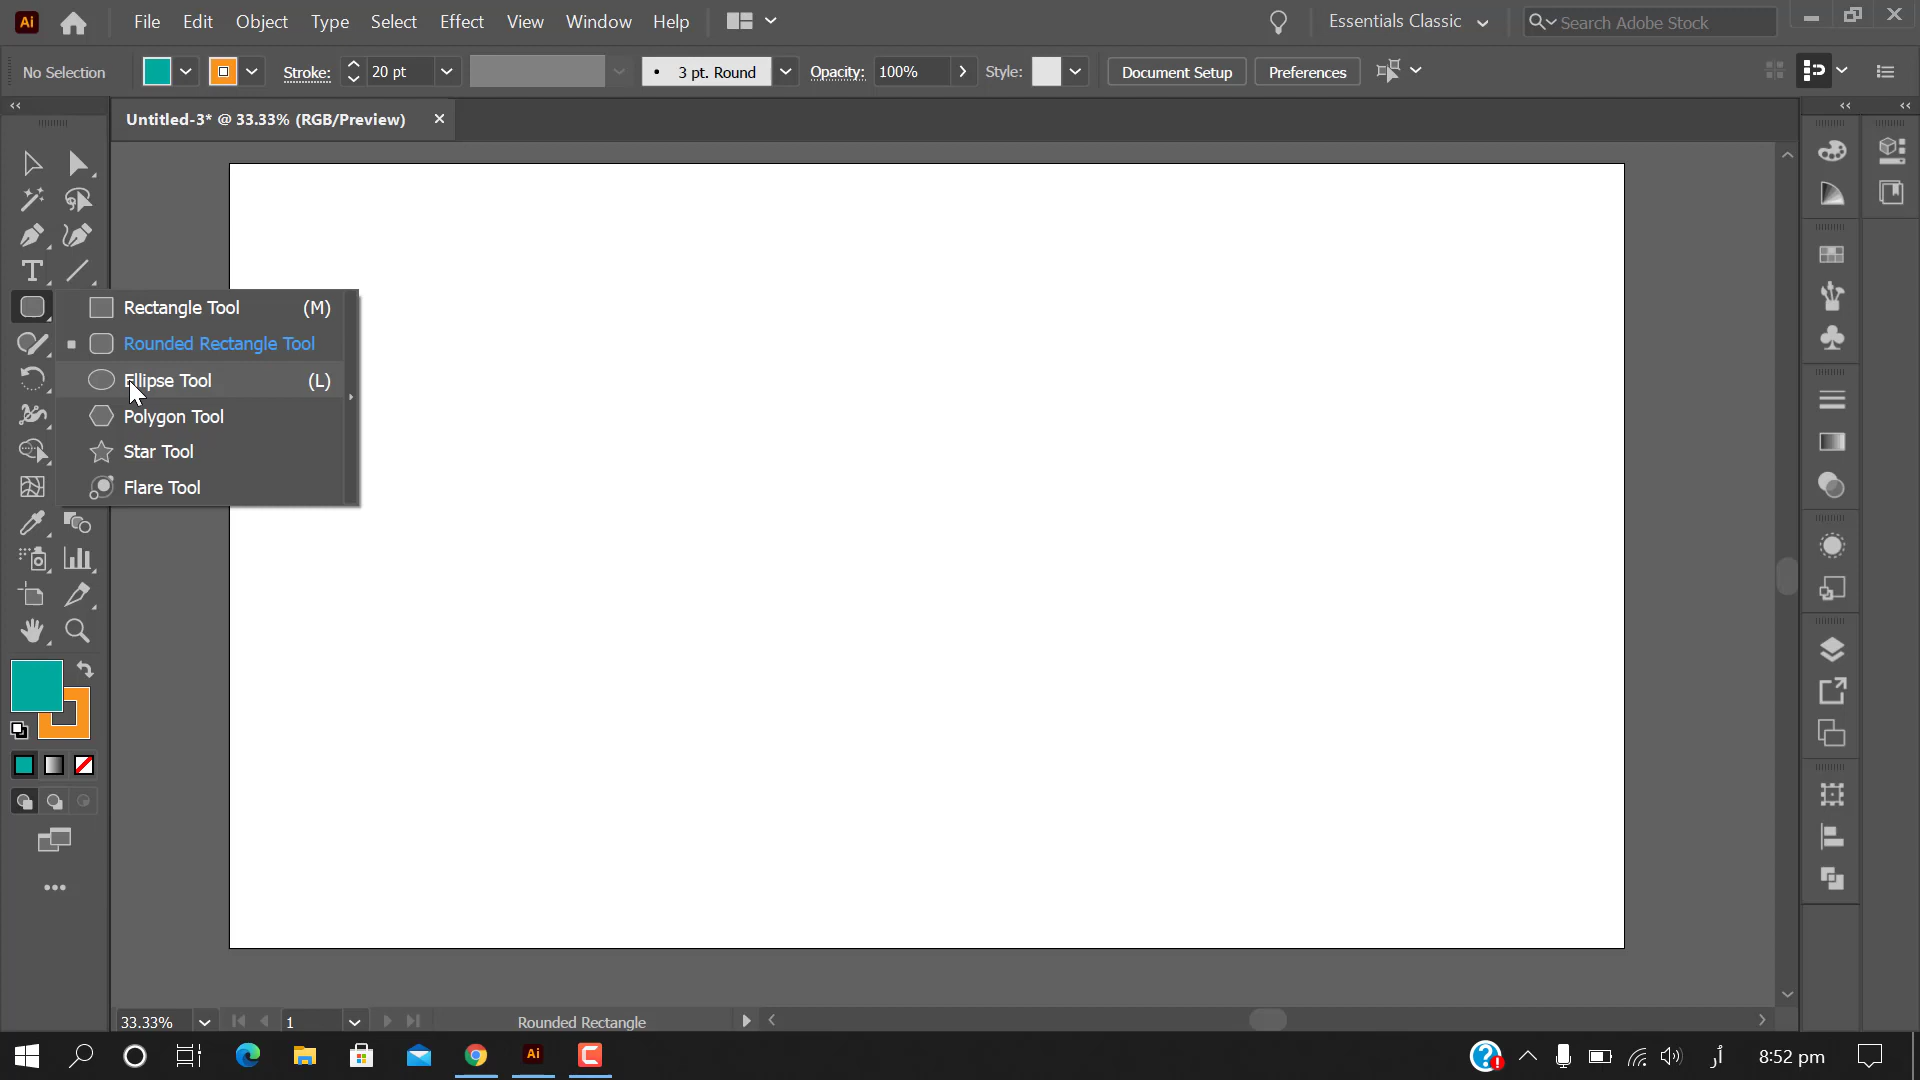 Ai File Edit Object Type Select Effect View Window Help Essentials Classic Search Adobe Stock
No Selection Stroke: 20 pt • 3 pt. Round Opacity: 100% Style: Document Setup Preferences
Untitled-3* @ 33.33% (RGB/Preview) ×
T
Rectangle Tool (M)
Rounded Rectangle Tool
Ellipse Tool (L)
Polygon Tool
Star Tool
Flare Tool
33.33% 1 Rounded Rectangle
Ai أر 8:52 pm